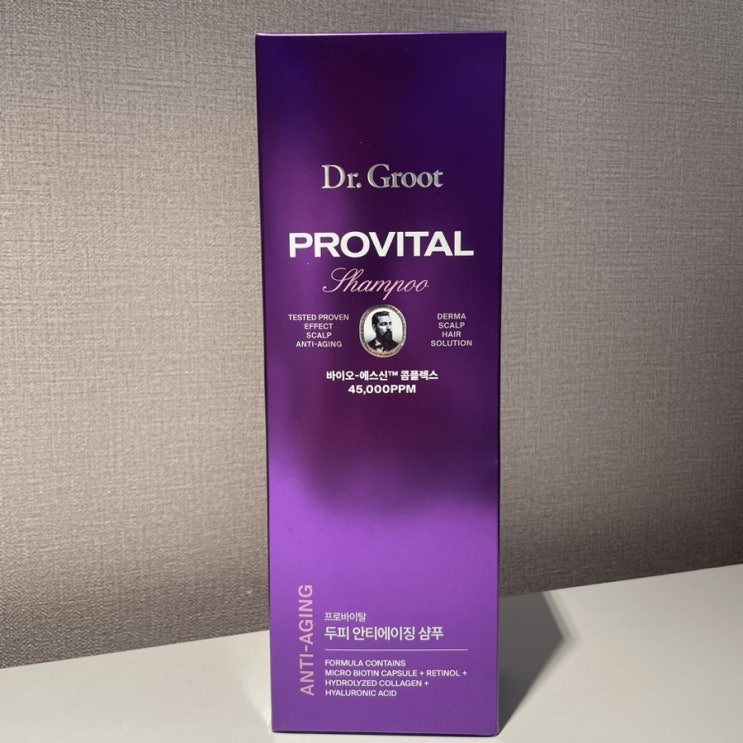 Dr. Groot
PROVITAL
Shampoo
TESTED PROVEN
EFFECT
SCALP
ANTI-AGING
DERMA
SCALP
HAIR
SOLUTION
바이오-에스신™ 콤플렉스
45,000PPM
ANTI-AGING
프로바이탈
두피 안티에이징 샴푸
FORMULA CONTAINS
MICRO BIOTIN CAPSULE + RETINOL +
HYDROLYZED COLLAGEN +
HYALURONIC ACID